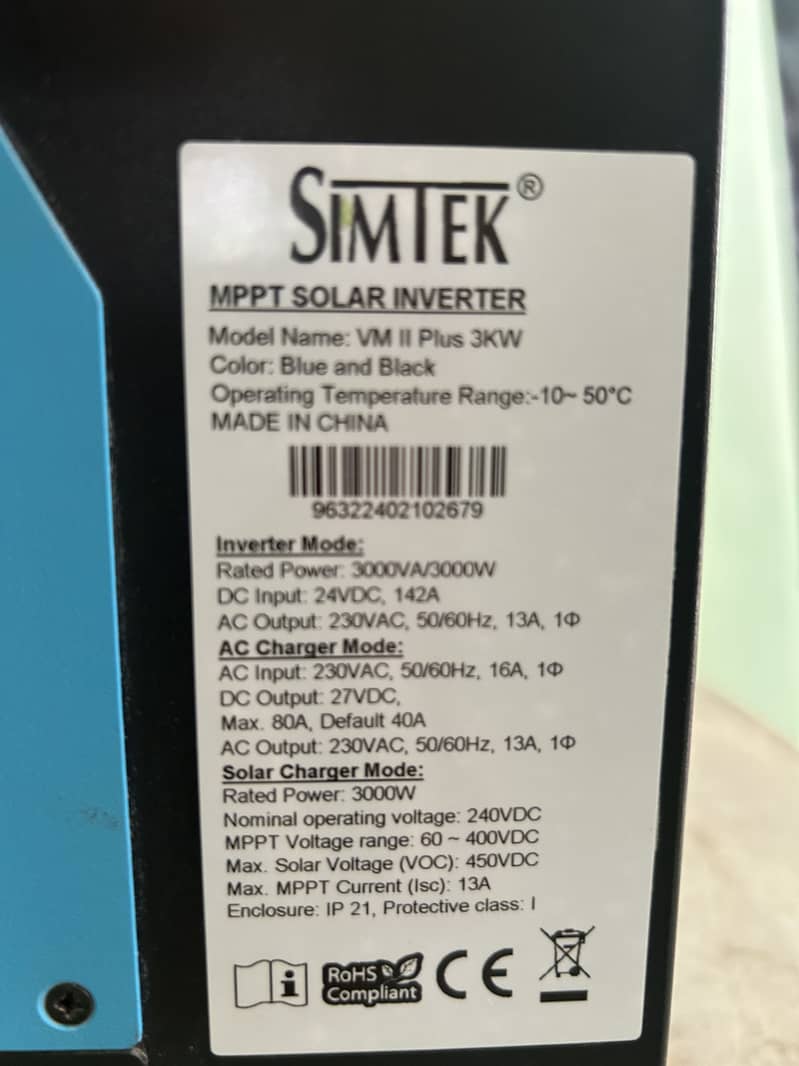 SIMTEK®
MPPT SOLAR INVERTER
Model Name: VM II Plus 3KW
Color: Blue and Black
Operating Temperature Range:-10~ 50°C
MADE IN CHINA
96322402102679
Inverter Mode:
Rated Power: 3000VA/3000W
DC Input: 24VDC, 142A
AC Output: 230VAC, 50/60Hz, 13A, 1Φ
AC Charger Mode:
AC Input: 230VAC, 50/60Hz, 16A, 1Φ
DC Output: 27VDC,
Max. 80A, Default 40A
AC Output: 230VAC, 50/60Hz, 13A, 1Φ
Solar Charger Mode:
Rated Power: 3000W
Nominal operating voltage: 240VDC
MPPT Voltage range: 60 ~ 400VDC
Max. Solar Voltage (VOC): 450VDC
Max. MPPT Current (Isc): 13A
Enclosure: IP 21, Protective class: I
i
RoHS
Compliant
CE